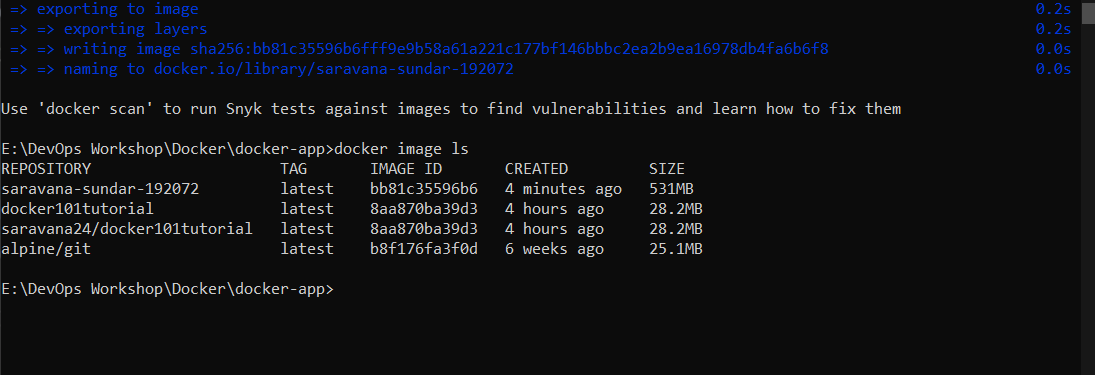 => exporting to image 0.2s
=> => exporting layers 0.2s
=> => writing image sha256:bb81c35596b6fff9e9b58a61a221c177bf146bbbc2ea2b9ea16978db4fa6b6f8 0.0s
=> => naming to docker.io/library/saravana-sundar-192072 0.0s
Use 'docker scan' to run Snyk tests against images to find vulnerabilities and learn how to fix them
E:\DevOps Workshop\Docker\docker-app>docker image ls
REPOSITORY TAG IMAGE ID CREATED SIZE
saravana-sundar-192072 latest bb81c35596b6 4 minutes ago 531MB
docker101tutorial latest 8aa870ba39d3 4 hours ago 28.2MB
saravana24/docker101tutorial latest 8aa870ba39d3 4 hours ago 28.2MB
alpine/git latest b8f176fa3f0d 6 weeks ago 25.1MB
E:\DevOps Workshop\Docker\docker-app>